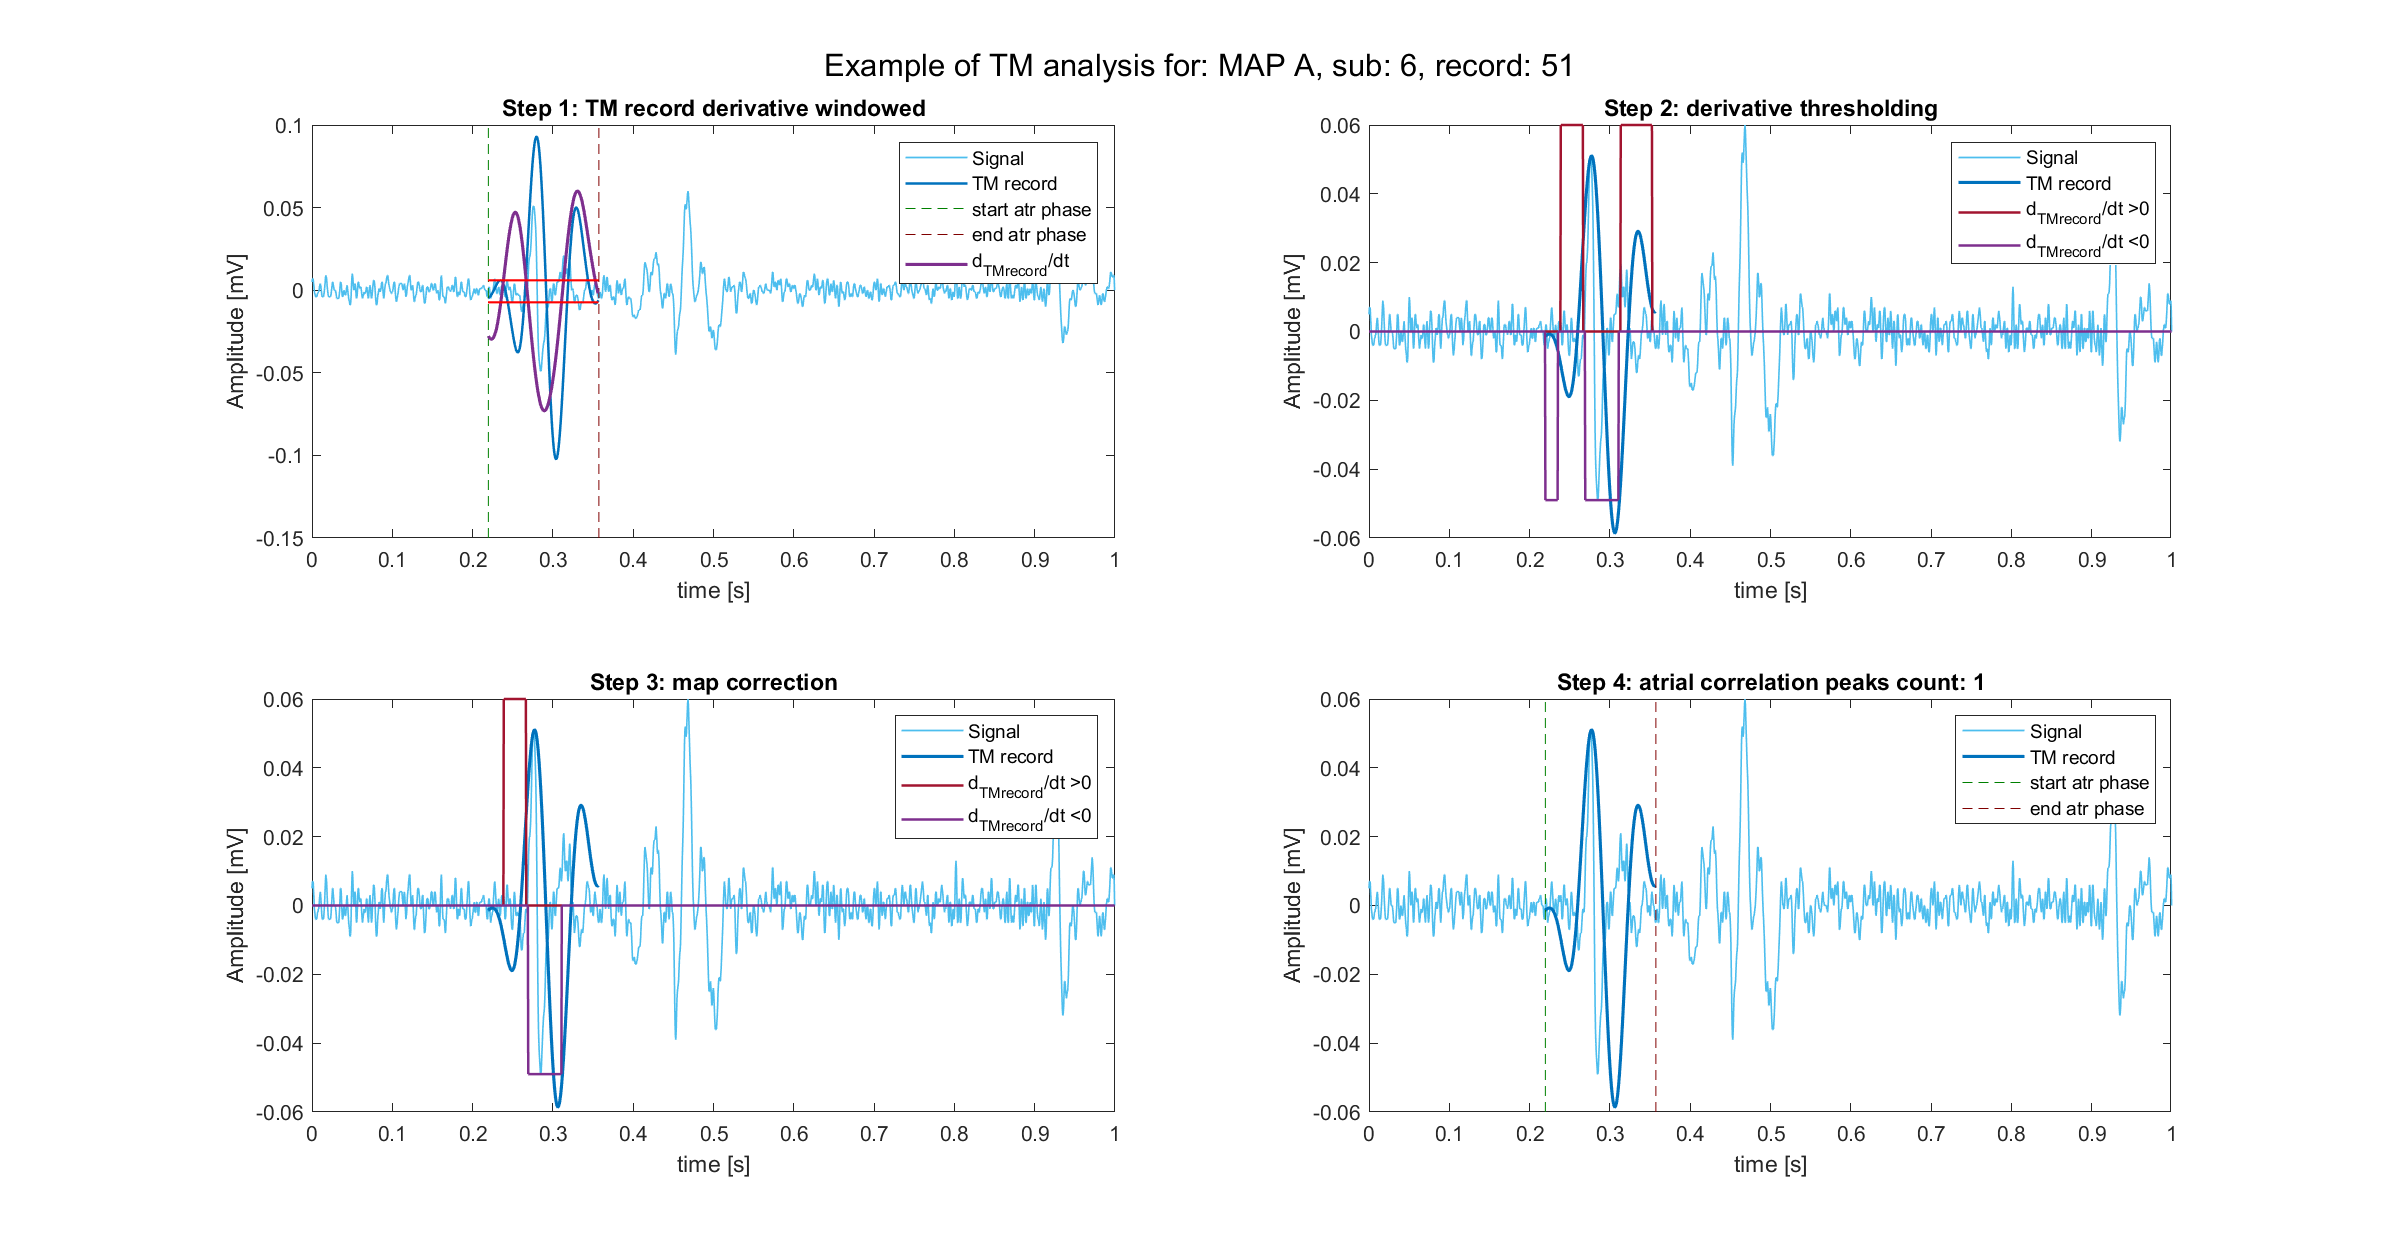 Example of TM analysis for: MAP A, sub: 6, record: 51
Step 1: TM record derivative windowed
0.1
0.05
0
-0.05
-0.1
-0.15
Amplitude [mV]
Signal
TM record
start atr phase
end atr phase
dTMrecord/dt
0 0.1 0.2 0.3 0.4 0.5 0.6 0.7 0.8 0.9 1
time [s]
Step 2: derivative thresholding
0.06
0.04
0.02
0
-0.02
-0.04
-0.06
Amplitude [mV]
Signal
TM record
dTMrecord/dt >0
dTMrecord/dt <0
0 0.1 0.2 0.3 0.4 0.5 0.6 0.7 0.8 0.9 1
time [s]
Step 3: map correction
0.06
0.04
0.02
0
-0.02
-0.04
-0.06
Amplitude [mV]
Signal
TM record
dTMrecord/dt >0
dTMrecord/dt <0
0 0.1 0.2 0.3 0.4 0.5 0.6 0.7 0.8 0.9 1
time [s]
Step 4: atrial correlation peaks count: 1
0.06
0.04
0.02
0
-0.02
-0.04
-0.06
Amplitude [mV]
Signal
TM record
start atr phase
end atr phase
0 0.1 0.2 0.3 0.4 0.5 0.6 0.7 0.8 0.9 1
time [s]